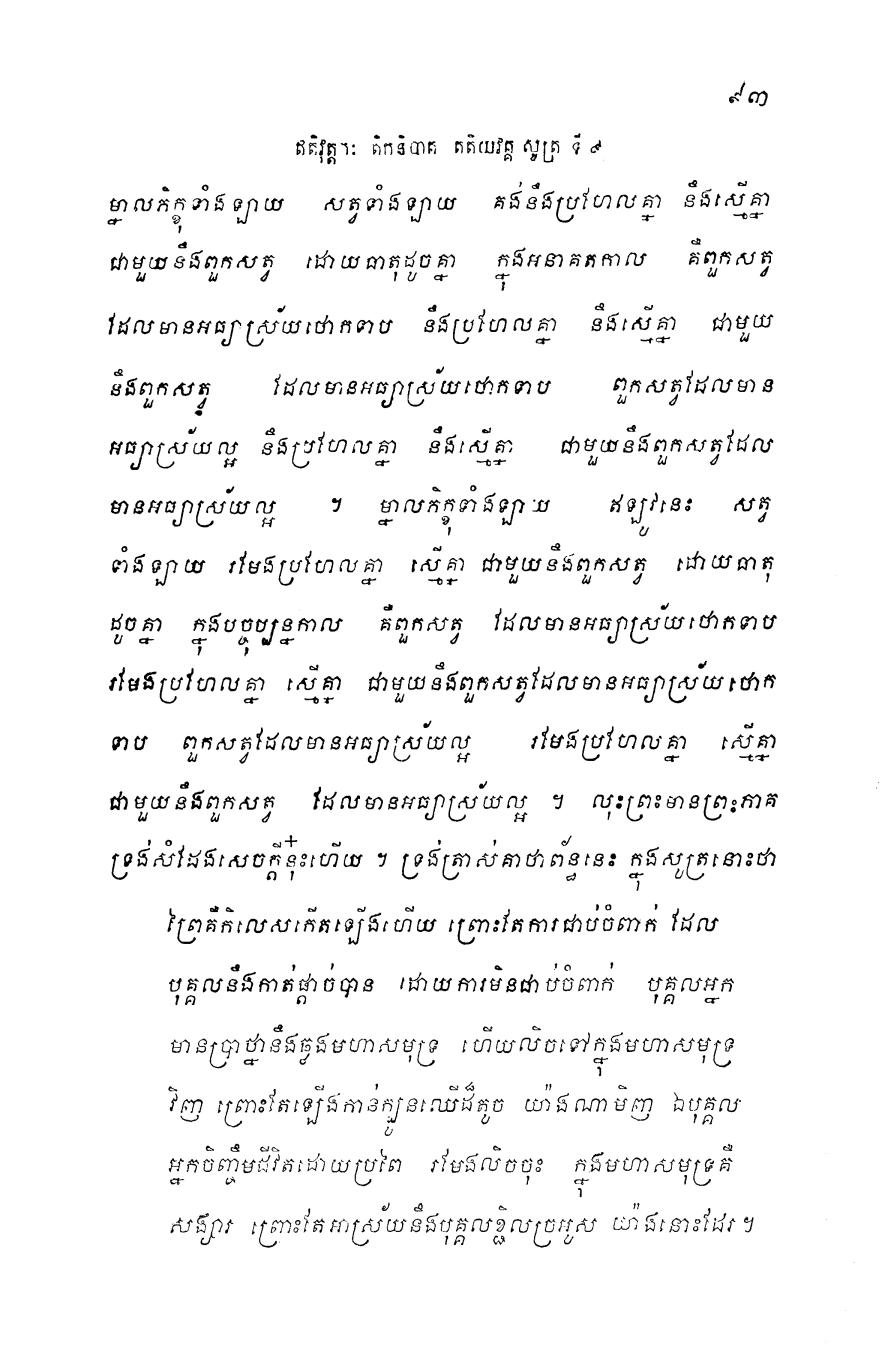 ៩៣
ឥតិវុត្តៈ តិកនិបាត តតិយវគ្គ សូត្រ ទី ៩
ម្នាលភិក្ខុទាំងឡាយ សត្វទាំងឡាយ គង់នឹងប្រហែលគ្នា នឹងស្មើគ្នា
ជាមួយនឹងពួកសត្វ ដោយធាតុដូចគ្នា ក្នុងអនាគតកាល គឺពួកសត្វ
ដែលមានអធ្យាស្រ័យថោកទាប នឹងប្រហែលគ្នា នឹងស្មើគ្នា ជាមួយ
នឹងពួកសត្វ ដែលមានអធ្យាស្រ័យថោកទាប ពួកសត្វដែលមាន
អធ្យាស្រ័យល្អ នឹងប្រហែលគ្នា នឹងស្មើគ្នា ជាមួយនឹងពួកសត្វដែល
មានអធ្យាស្រ័យល្អ ។ ម្នាលភិក្ខុទាំងឡាយ ឥឡូវនេះ សត្វ
ទាំងឡាយ រមែងប្រហែលគ្នា ស្មើគ្នា ជាមួយនឹងពួកសត្វ ដោយធាតុ
ដូចគ្នា ក្នុងបច្ចុប្បន្នកាល គឺពួកសត្វ ដែលមានអធ្យាស្រ័យថោកទាប
រមែងប្រហែលគ្នា ស្មើគ្នា ជាមួយនឹងពួកសត្វដែលមានអធ្យាស្រ័យថោក
ទាប ពួកសត្វដែលមានអធ្យាស្រ័យល្អ រមែងប្រហែលគ្នា ស្មើគ្នា
ជាមួយនឹងពួកសត្វ ដែលមានអធ្យាស្រ័យល្អ ។ លុះព្រះមានព្រះភាគ
ទ្រង់សំដែងសេចក្តីនុ៎ះហើយ ។ ទ្រង់ត្រាស់គាថាព័ន្ធនេះ ក្នុងសូត្រនោះថា
ព្រៃគឺកិលេសកើតឡើងហើយ ព្រោះតែការជាប់ចំពាក់ ដែល
បុគ្គលនឹងកាត់ផ្តាច់បាន ដោយការមិនជាប់ចំពាក់ បុគ្គលអ្នក
មានប្រាថ្នានឹងឆ្លងមហាសមុទ្រ ហើយលិចទៅក្នុងមហាសមុទ្រ
វិញ ព្រោះតែឡើងកាន់ក្បូនឈើដ៏តូច យ៉ាងណាមិញ ឯបុគ្គល
អ្នកចិញ្ចឹមជីវិតដោយប្រពៃ រមែងលិចចុះ ក្នុងមហាសមុទ្រគឺ
សង្សារ ព្រោះតែអាស្រ័យនឹងបុគ្គលខ្ជិលច្រអូស យ៉ាងនោះដែរ ។